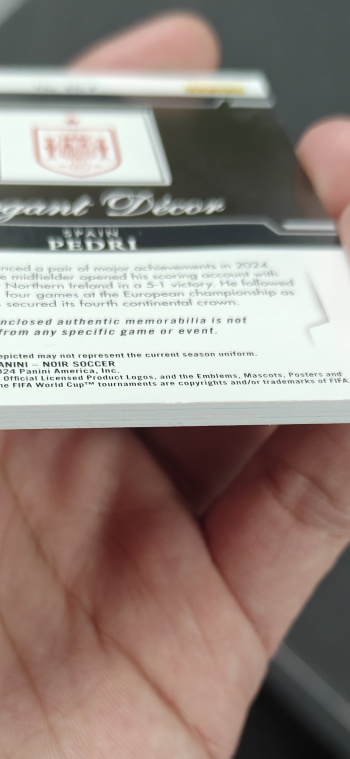 egant Décor
SPAIN
PEDRI
nced a pair of major achievements in 2024.
e midfielder opened his scoring account with
Northern Ireland in a 5-1 victory. He followed
four games at the European championship as
secured its fourth continental crown.
nclosed authentic memorabilia is not
from any specific game or event.
epicted may not represent the current season uniform.
PANINI – NOIR SOCCER
024 Panini America, Inc.
Official Licensed Product Logos, and the Emblems, Mascots, Posters and
he FIFA World Cup™ tournaments are copyrights and/or trademarks of FIFA.